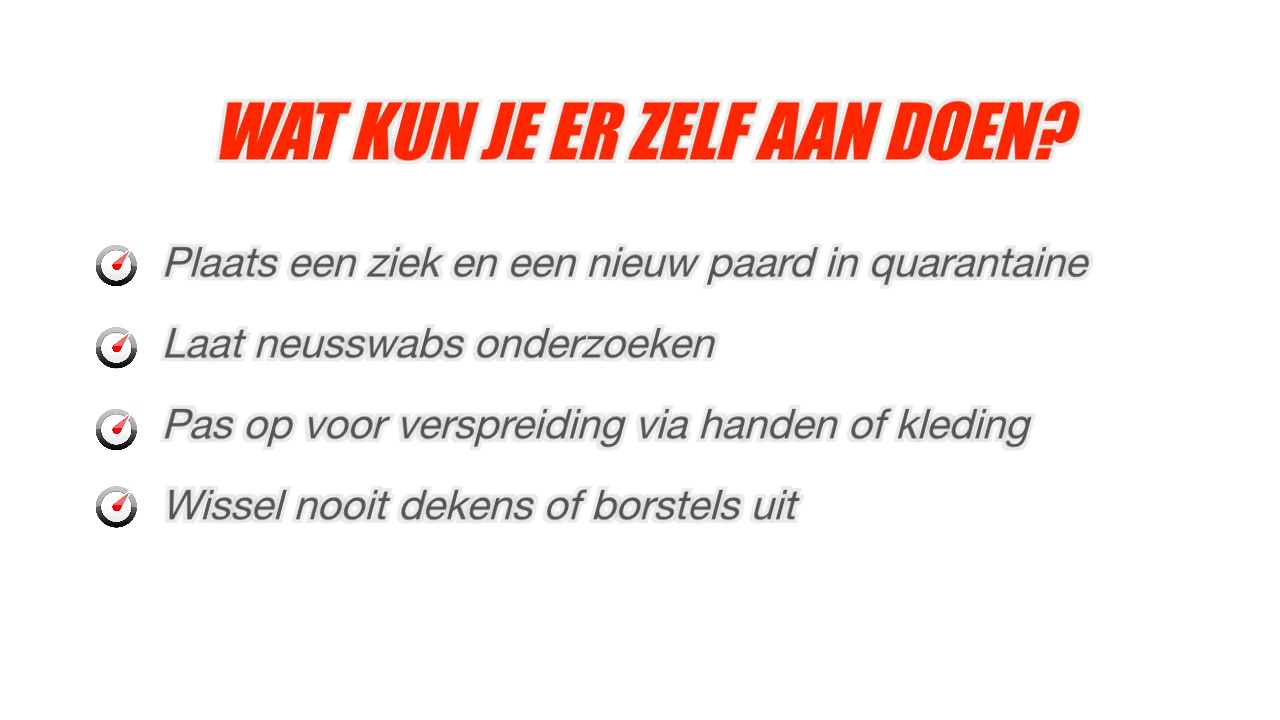 WAT KUN JE ER ZELF AAN DOEN?
Plaats een ziek en een nieuw paard in quarantaine
Laat neusswabs onderzoeken
Pas op voor verspreiding via handen of kleding
Wissel nooit dekens of borstels uit